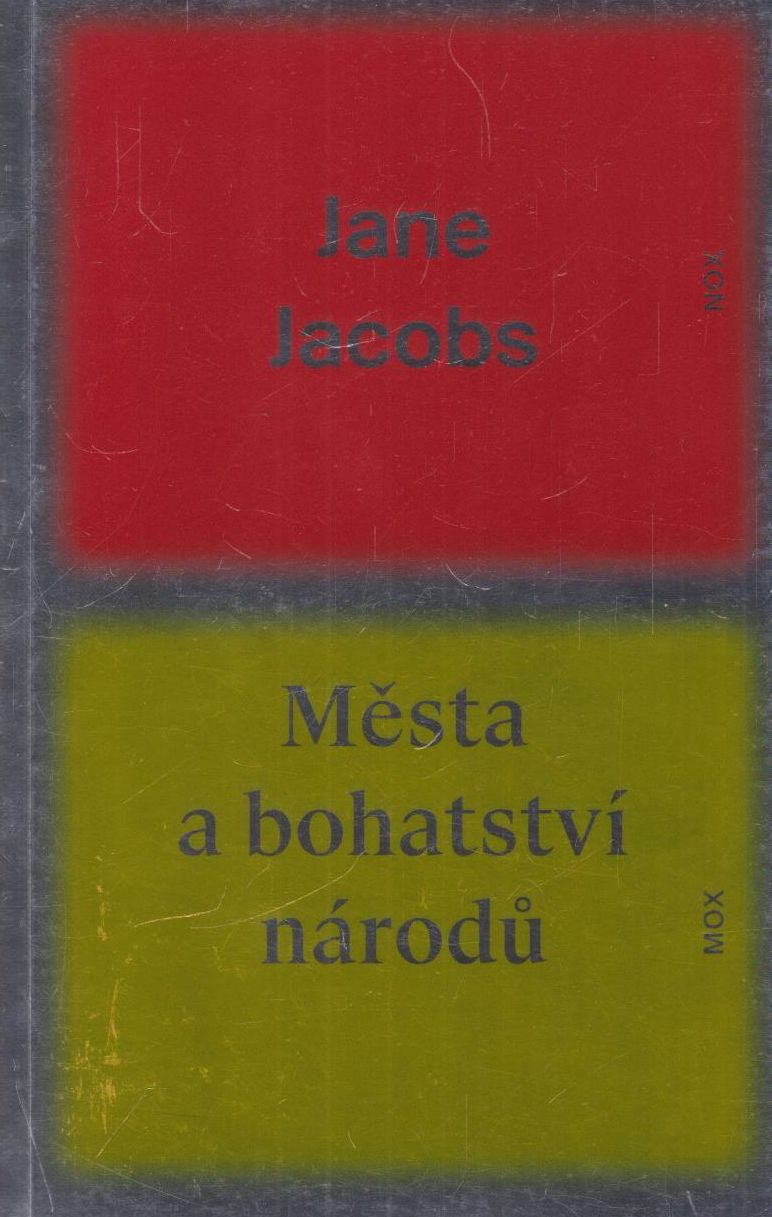 Jane
Jacobs
NOX
Města
a bohatství
národů
MOX